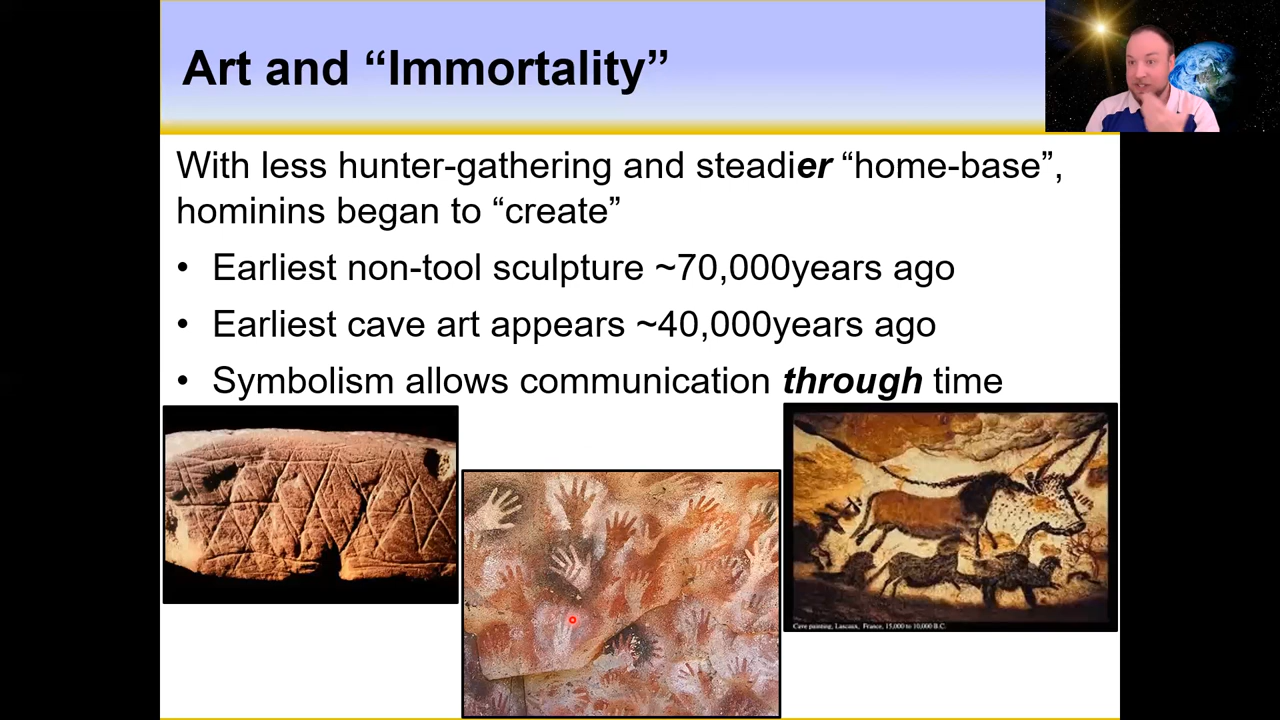 Art and “Immortality”
With less hunter-gathering and steadier “home-base”,
hominins began to “create”
• Earliest non-tool sculpture ~70,000years ago
• Earliest cave art appears ~40,000years ago
• Symbolism allows communication through time
Cave painting, Lascaux, France, 15,000 to 10,000 B.C.